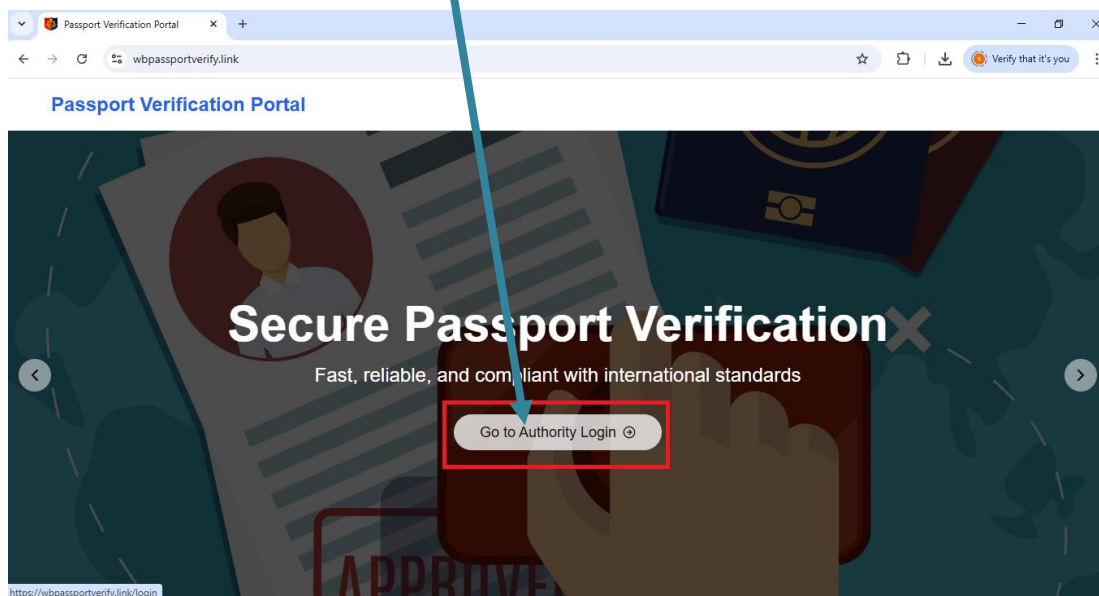 Passport Verification Portal
wbpassportverify.link
Verify that it's you
Passport Verification Portal
Secure Passport Verification
Fast, reliable, and compliant with international standards
Go to Authority Login
APPROVE
https://wbpassportverify.link/login